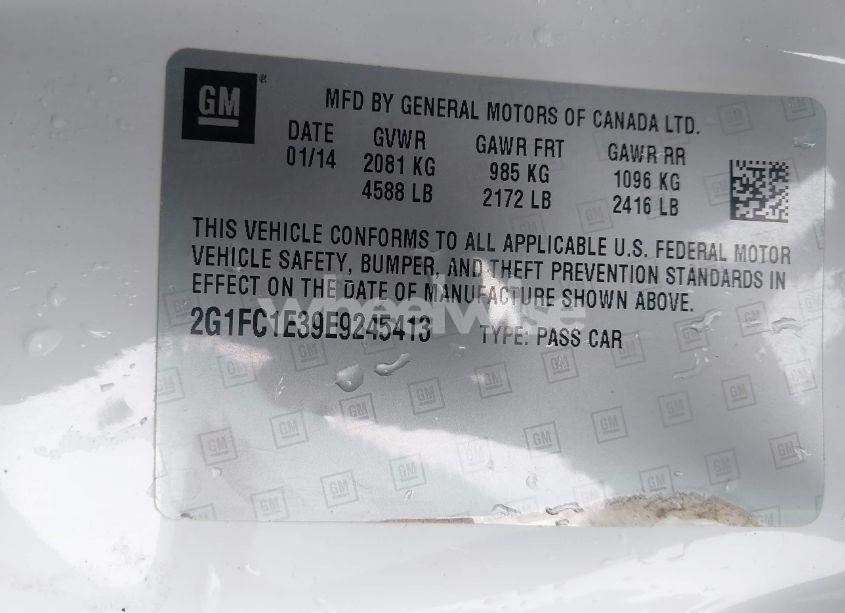 GM
MFD BY GENERAL MOTORS OF CANADA LTD.
DATE GVWR GAWR FRT GAWR RR
01/14 2081 KG 985 KG 1096 KG
4588 LB 2172 LB 2416 LB
THIS VEHICLE CONFORMS TO ALL APPLICABLE U.S. FEDERAL MOTOR
VEHICLE SAFETY, BUMPER, AND THEFT PREVENTION STANDARDS IN
EFFECT ON THE DATE OF MANUFACTURE SHOWN ABOVE.
wheelwise
2G1FC1E39E9245413 TYPE: PASS CAR